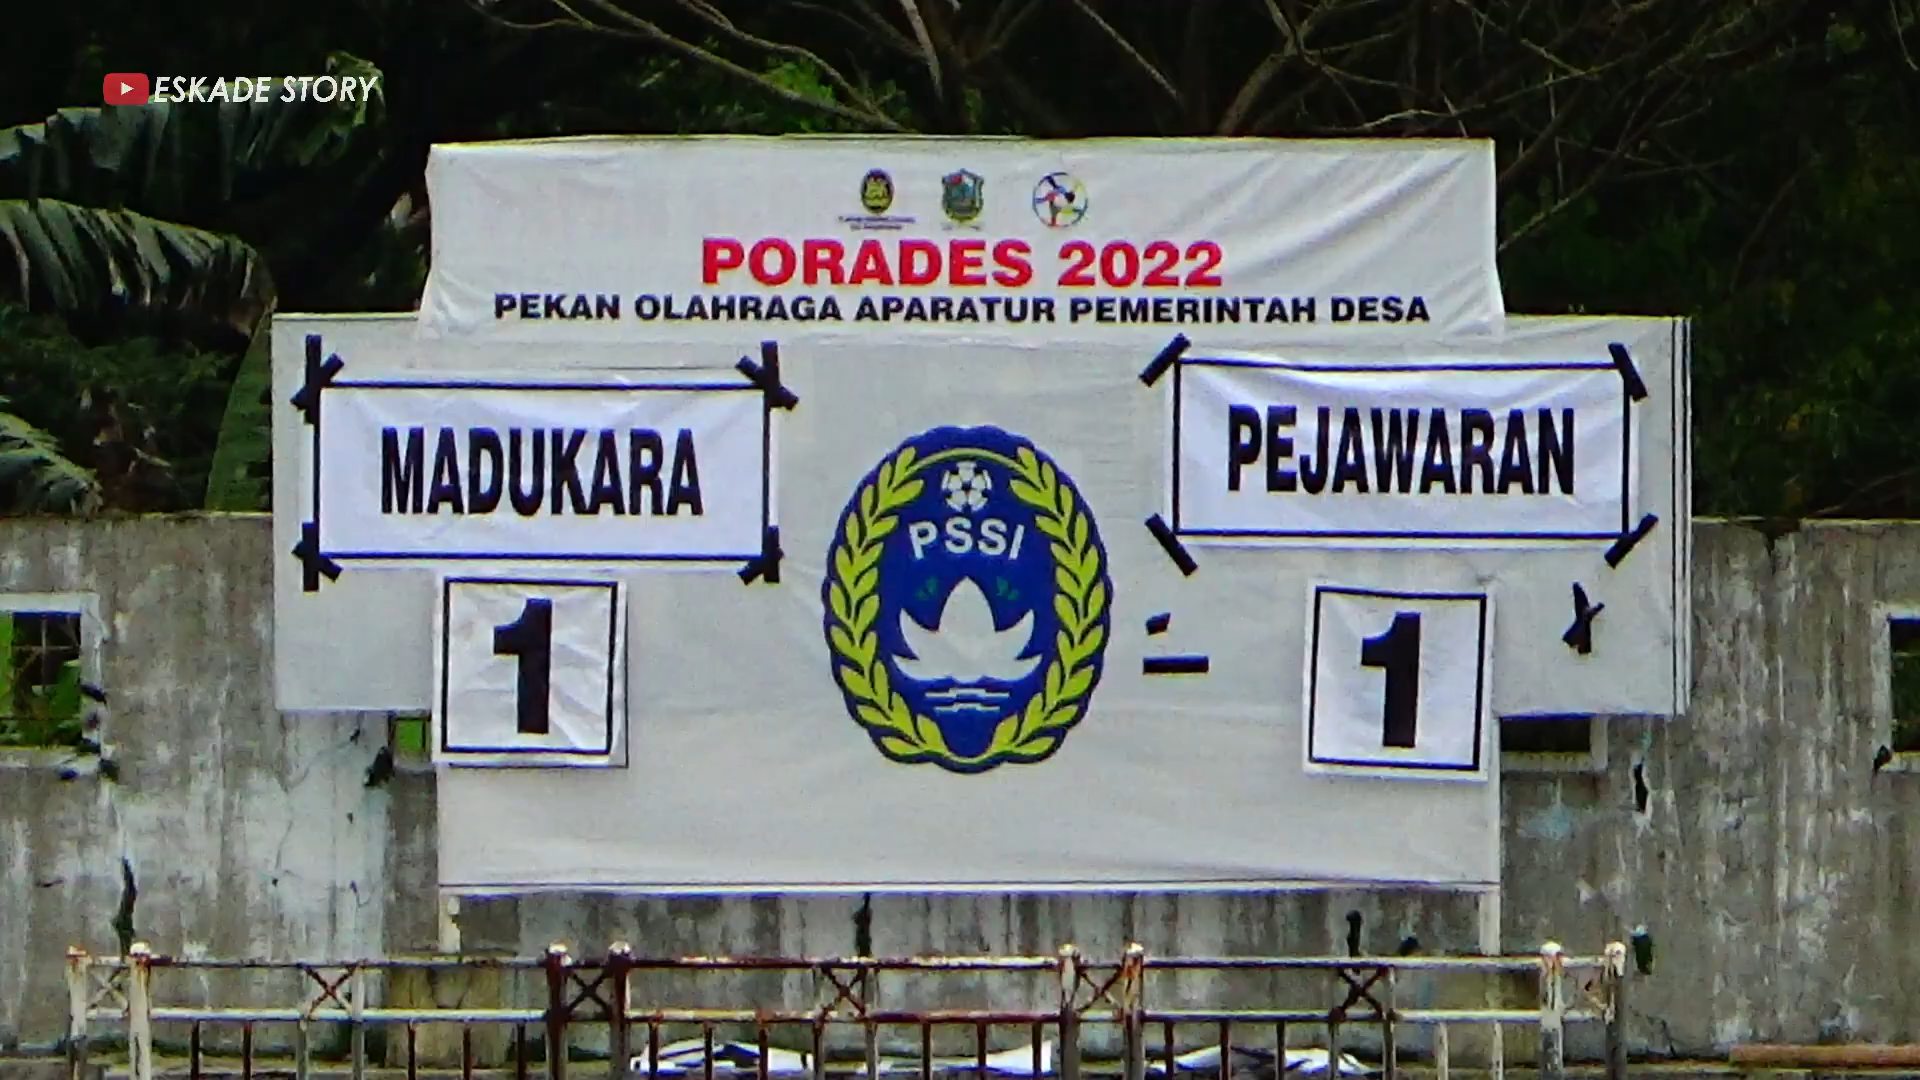 ESKADE STORY
PORADES 2022
PEKAN OLAHRAGA APARATUR PEMERINTAH DESA
MADUKARA
PEJAWARAN
PSSI
1
1